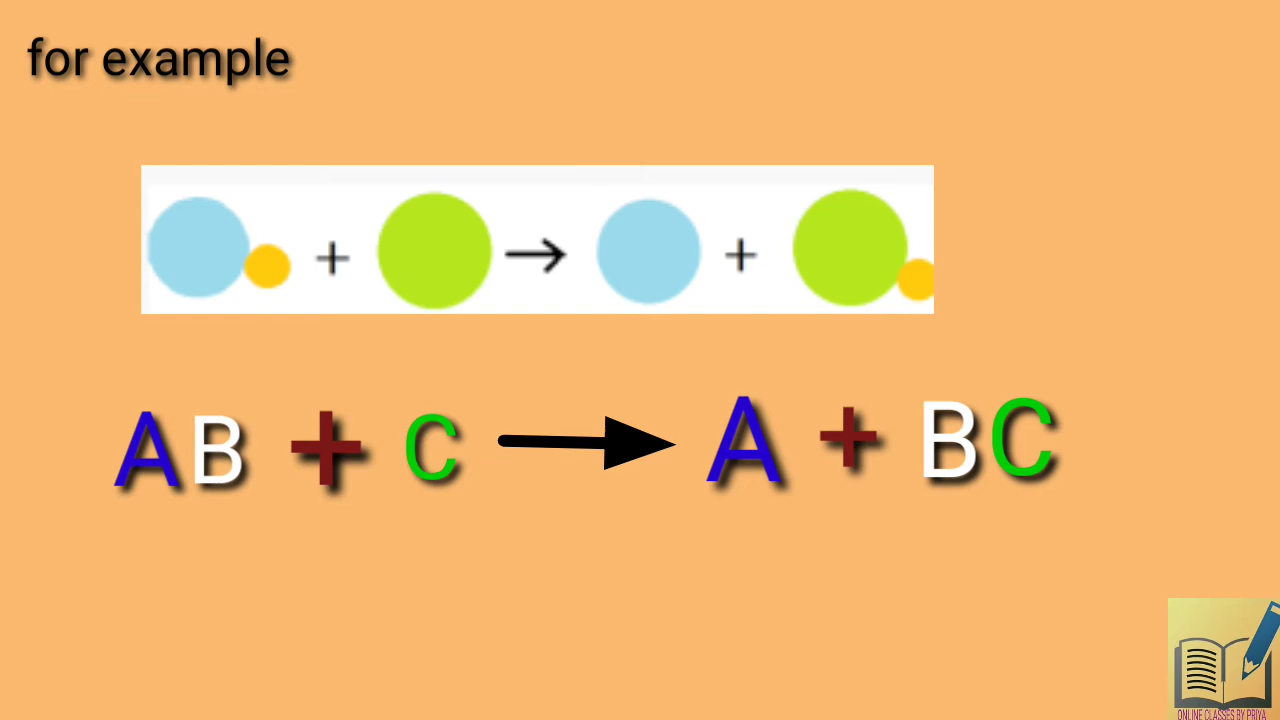 for example
+ → +
AB + C → A + BC
ONLINE CLASSES BY PRIYA